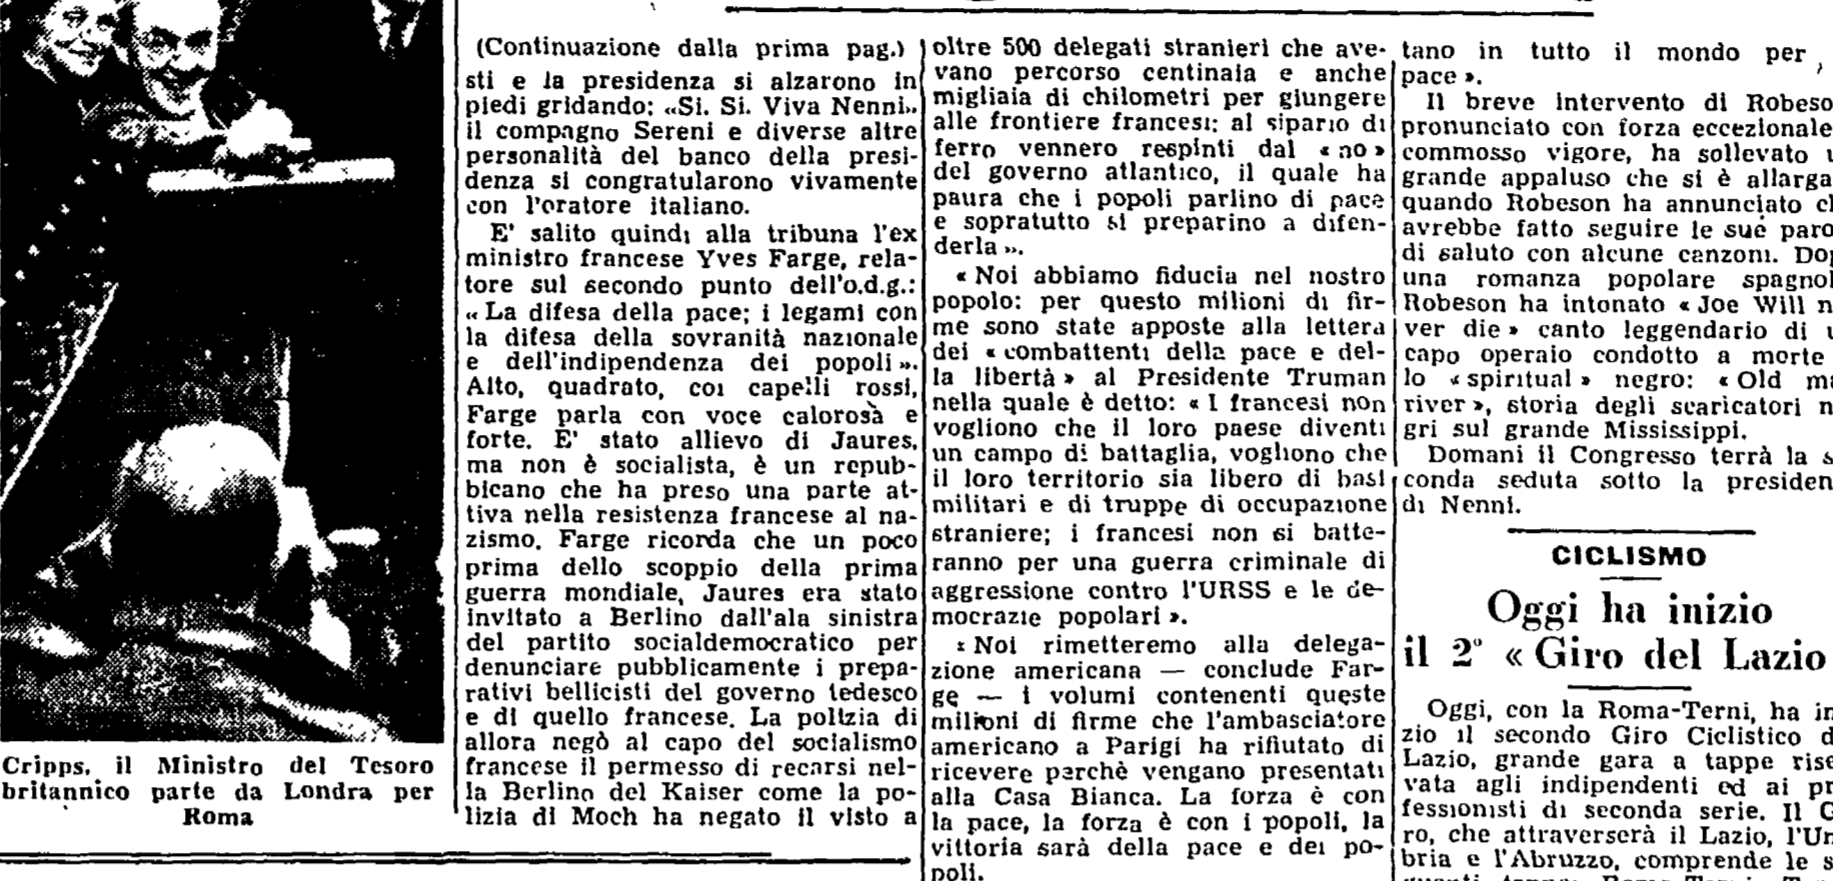 Cripps, il Ministro del Tesoro
britannico parte da Londra per
Roma
(Continuazione dalla prima pag.)
sti e la presidenza si alzarono in
piedi gridando: «Si. Si. Viva Nenni».
il compagno Sereni e diverse altre
personalità del banco della presi-
denza si congratularono vivamente
con l'oratore italiano.
E' salito quindi alla tribuna l'ex
ministro francese Yves Farge, rela-
tore sul secondo punto dell'o.d.g.:
« La difesa della pace; i legami con
la difesa della sovranità nazionale
e dell'indipendenza dei popoli ».
Alto, quadrato, coi capelli rossi,
Farge parla con voce calorosà e
forte. E' stato allievo di Jaures,
ma non è socialista, è un repub-
bicano che ha preso una parte at-
tiva nella resistenza francese al na-
zismo. Farge ricorda che un poco
prima dello scoppio della prima
guerra mondiale, Jaures era stato
invitato a Berlino dall'ala sinistra
del partito socialdemocratico per
denunciare pubblicamente i prepa-
rativi bellicisti del governo tedesco
e di quello francese. La polizia di
allora negò al capo del socialismo
francese il permesso di recarsi nel-
la Berlino del Kaiser come la po-
lizia di Moch ha negato il visto a
oltre 500 delegati stranieri che ave-
vano percorso centinaia e anche
migliaia di chilometri per giungere
alle frontiere francesi: al sipario di
ferro vennero respinti dal « no »
del governo atlantico, il quale ha
paura che i popoli parlino di pace
e sopratutto si preparino a difen-
derla ».
« Noi abbiamo fiducia nel nostro
popolo: per questo milioni di fir-
me sono state apposte alla lettera
dei « combattenti della pace e del-
la libertà » al Presidente Truman
nella quale è detto: « I francesi non
vogliono che il loro paese diventi
un campo di battaglia, vogliono che
il loro territorio sia libero di basi
militari e di truppe di occupazione
straniere; i francesi non si batte-
ranno per una guerra criminale di
aggressione contro l'URSS e le de-
mocrazie popolari ».
« Noi rimetteremo alla delega-
zione americana — conclude Far-
ge — i volumi contenenti queste
milioni di firme che l'ambasciatore
americano a Parigi ha rifiutato di
ricevere parchè vengano presentati
alla Casa Bianca. La forza è con
la pace, la forza è con i popoli, la
vittoria sarà della pace e dei po-
poli.
tano in tutto il mondo per
pace ».
Il breve intervento di Robeso
pronunciato con forza eccezionale
commosso vigore, ha sollevato
grande appaluso che si è allarga
quando Robeson ha annunciato
avrebbe fatto seguire le sue paro
di saluto con alcune canzoni. Dop
una romanza popolare spagnol
Robeson ha intonato « Joe Will n
ver die » canto leggendario di
capo operaio condotto a morte
lo « spiritual » negro: « Old
river », storia degli scaricatori n
gri sul grande Mississippi.
Domani il Congresso terrà la s
conda seduta sotto la presiden
di Nenni.
CICLISMO
Oggi ha inizio
il 2° « Giro del Lazio
Oggi, con la Roma-Terni, ha in
zio il secondo Giro Ciclistico d
Lazio, grande gara a tappe rise
vata agli indipendenti ed ai pr
fessionisti di seconda serie. Il G
ro, che attraverserà il Lazio, l'Um
bria e l'Abruzzo, comprende le s